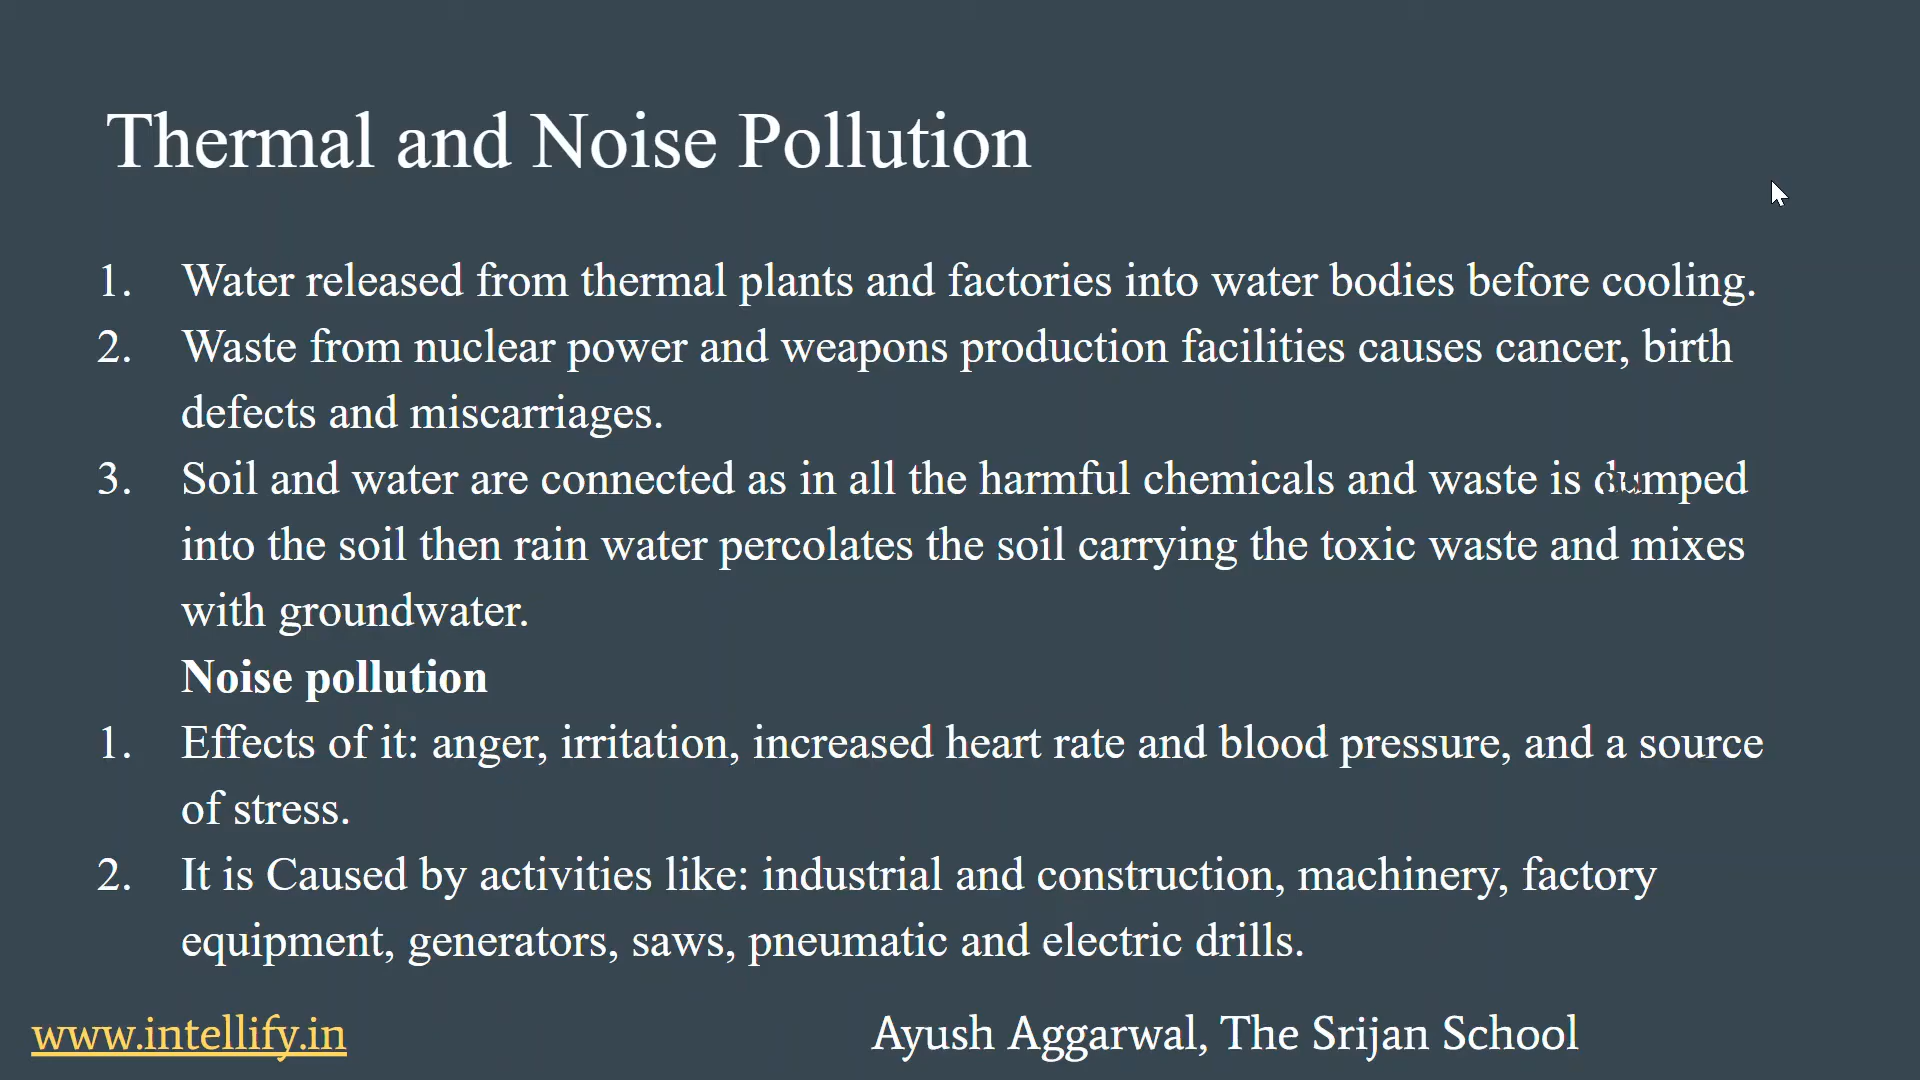 Thermal and Noise Pollution
1. Water released from thermal plants and factories into water bodies before cooling.
2. Waste from nuclear power and weapons production facilities causes cancer, birth
defects and miscarriages.
3. Soil and water are connected as in all the harmful chemicals and waste is dumped
into the soil then rain water percolates the soil carrying the toxic waste and mixes
with groundwater.
Noise pollution
1. Effects of it: anger, irritation, increased heart rate and blood pressure, and a source
of stress.
2. It is Caused by activities like: industrial and construction, machinery, factory
equipment, generators, saws, pneumatic and electric drills.
www.intellify.in Ayush Aggarwal, The Srijan School